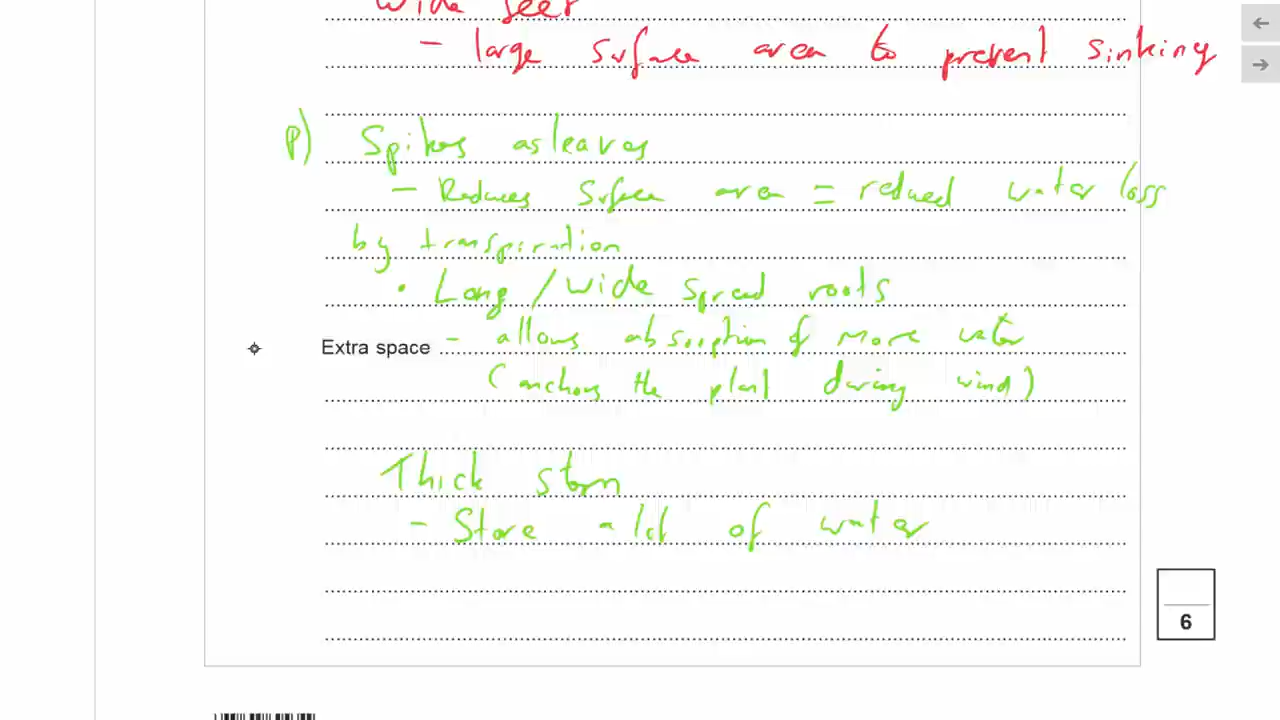 wide feet
- large surface area to prevent sinking
P) Spikes as leaves
- Reduces surface area = reduced water loss
by transpiration
• Long / wide spread roots
- allows absorption of more water
Extra space
(anchors the plant during wind)
Thick stem
- Store a lot of water
6